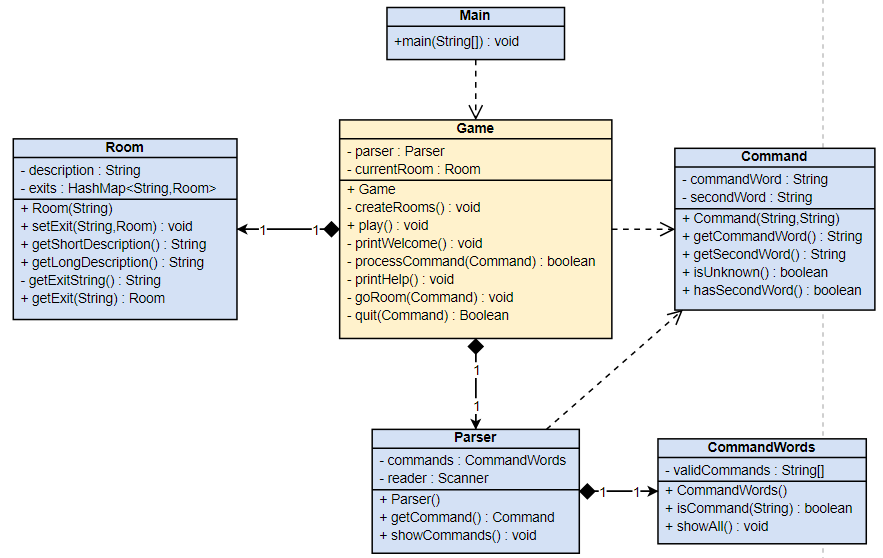 Main
+main(String[]) : void
Game
- parser : Parser
- currentRoom : Room
+ Game
- createRooms() : void
+ play() : void
- printWelcome() : void
- processCommand(Command) : boolean
- printHelp() : void
- goRoom(Command) : void
- quit(Command) : Boolean
Room
- description : String
- exits : HashMap<String,Room>
+ Room(String)
+ setExit(String,Room) : void
+ getShortDescription() : String
+ getLongDescription() : String
- getExitString() : String
+ getExit(String) : Room
1
1
Command
- commandWord : String
- secondWord : String
+ Command(String,String)
+ getCommandWord() : String
+ getSecondWord() : String
+ isUnknown() : boolean
+ hasSecondWord() : boolean
1
1
Parser
- commands : CommandWords
- reader : Scanner
+ Parser()
+ getCommand() : Command
+ showCommands() : void
1
1
CommandWords
- validCommands : String[]
+ CommandWords()
+ isCommand(String) : boolean
+ showAll() : void